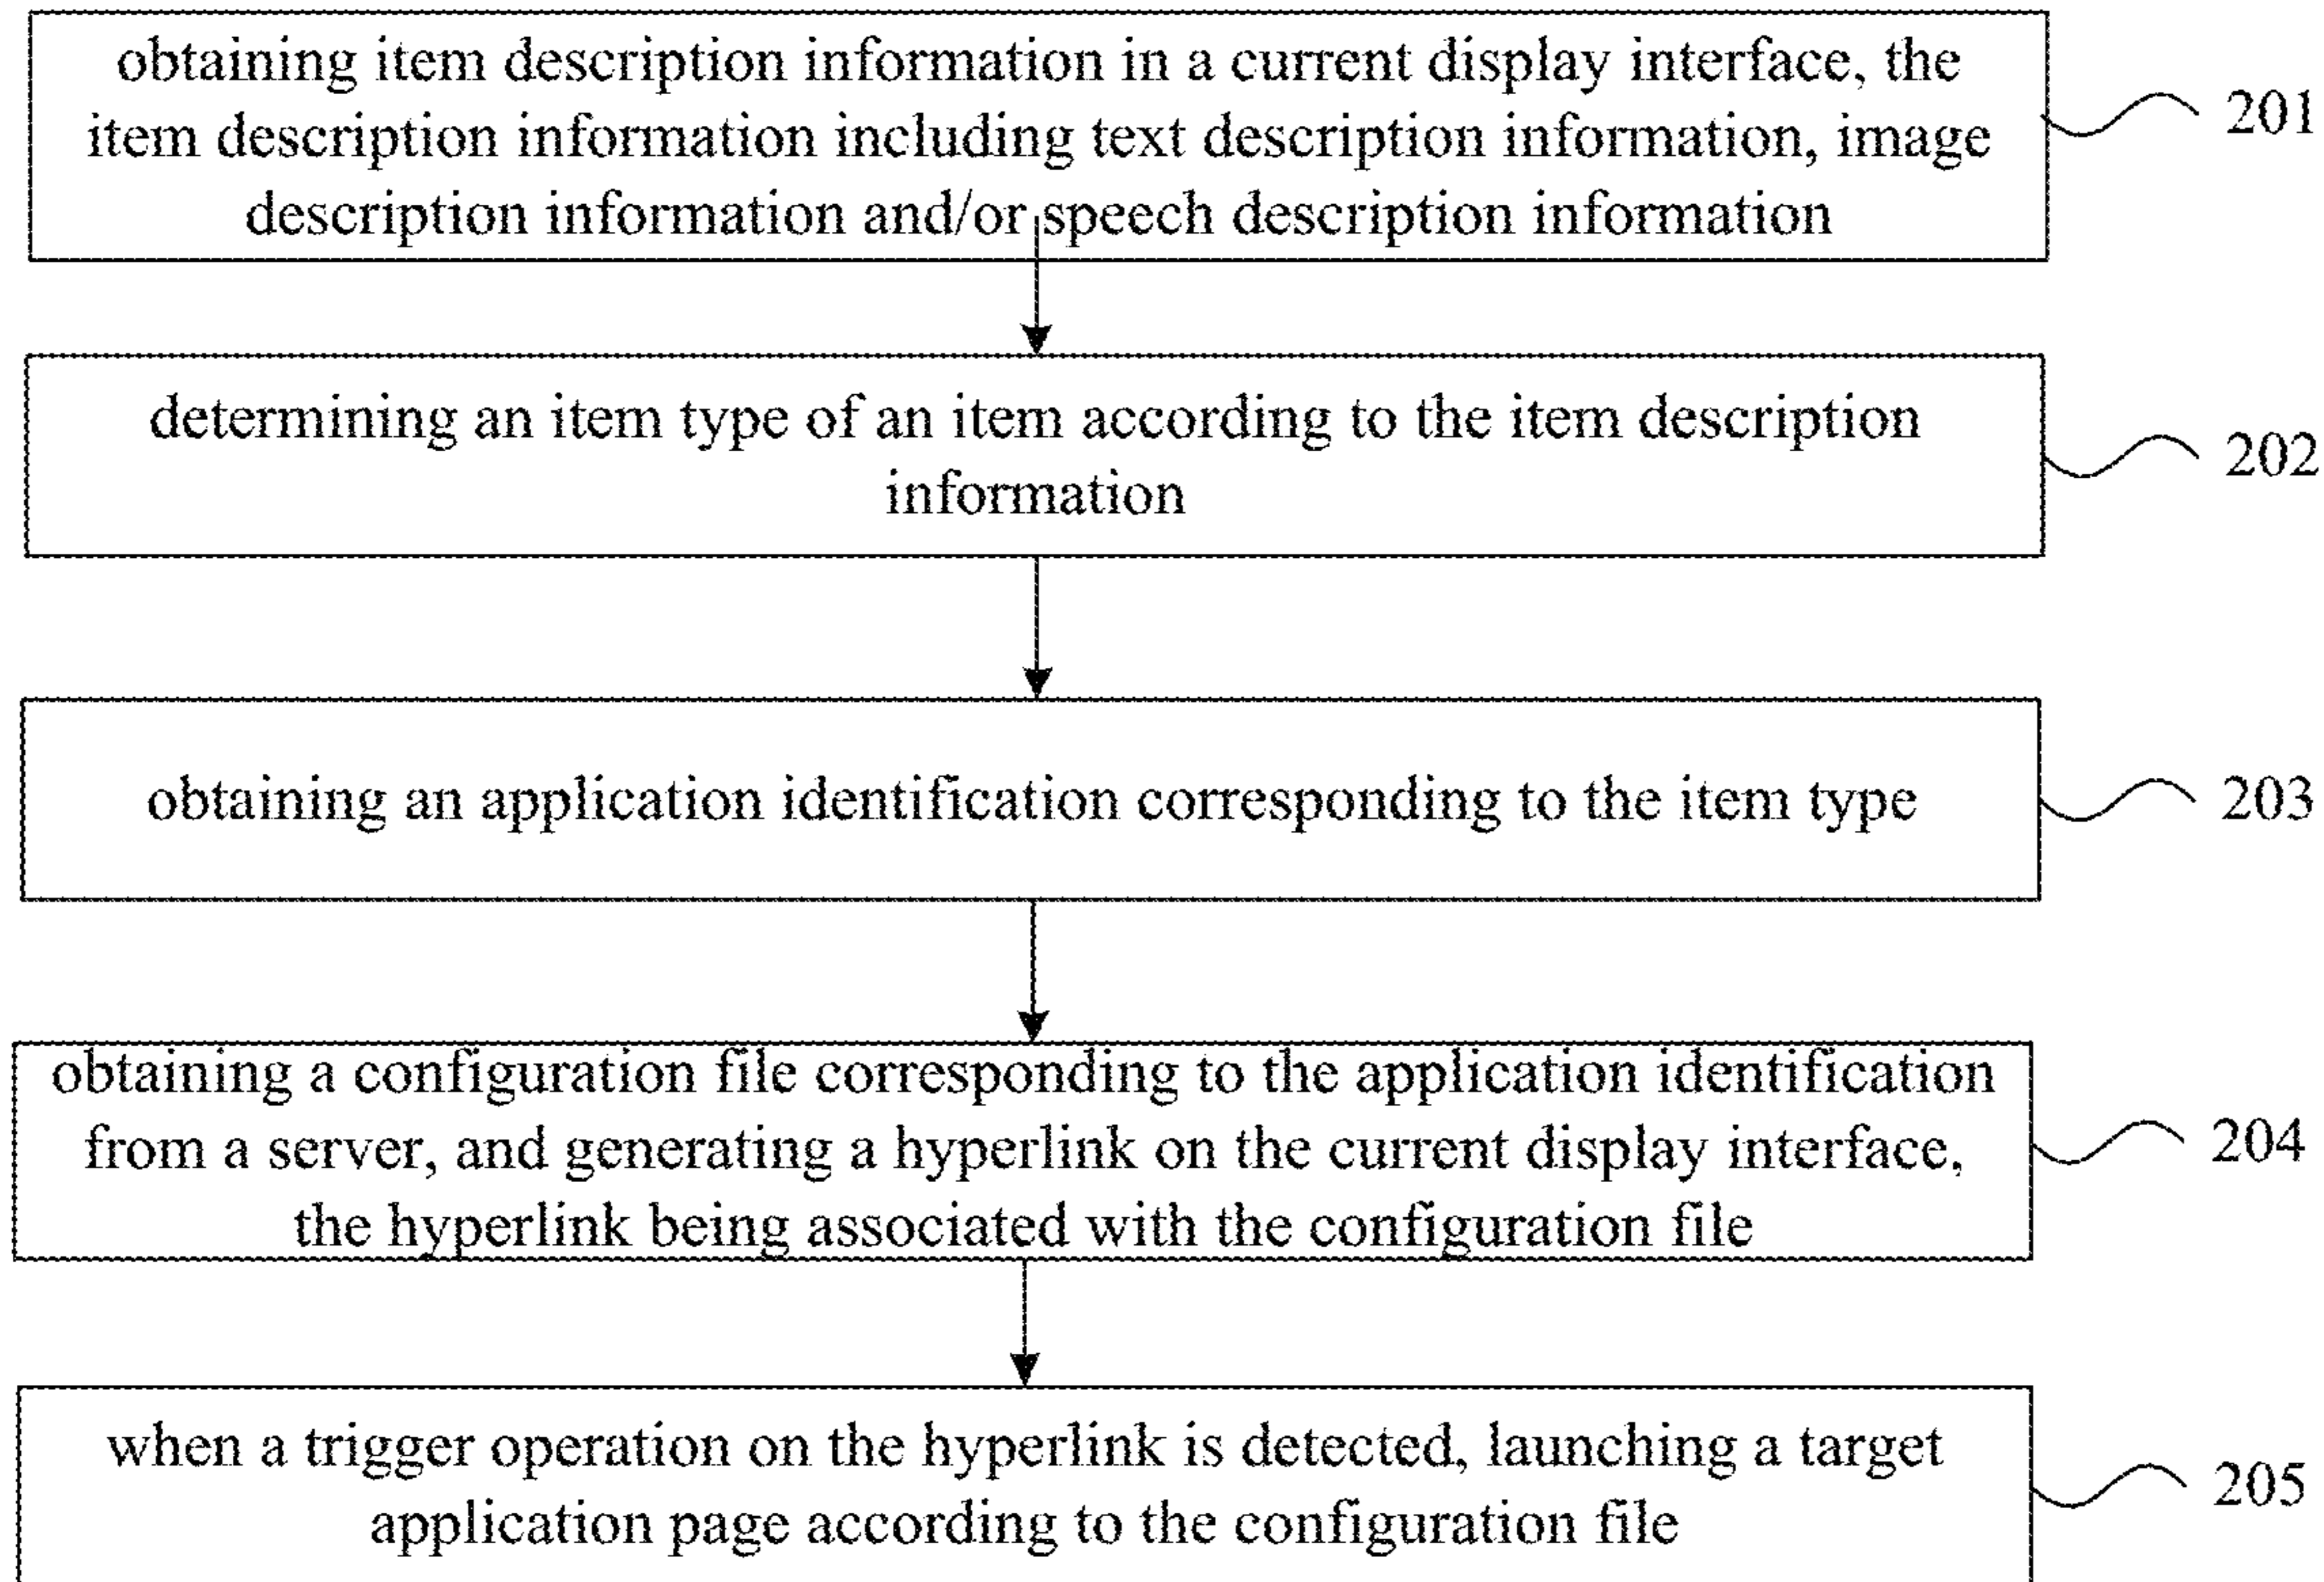 obtaining item description information in a current display interface, the
item description information including text description information, image
description information and/or speech description information
201
determining an item type of an item according to the item description
information
202
obtaining an application identification corresponding to the item type
203
obtaining a configuration file corresponding to the application identification
from a server, and generating a hyperlink on the current display interface,
the hyperlink being associated with the configuration file
204
when a trigger operation on the hyperlink is detected, launching a target
application page according to the configuration file
205